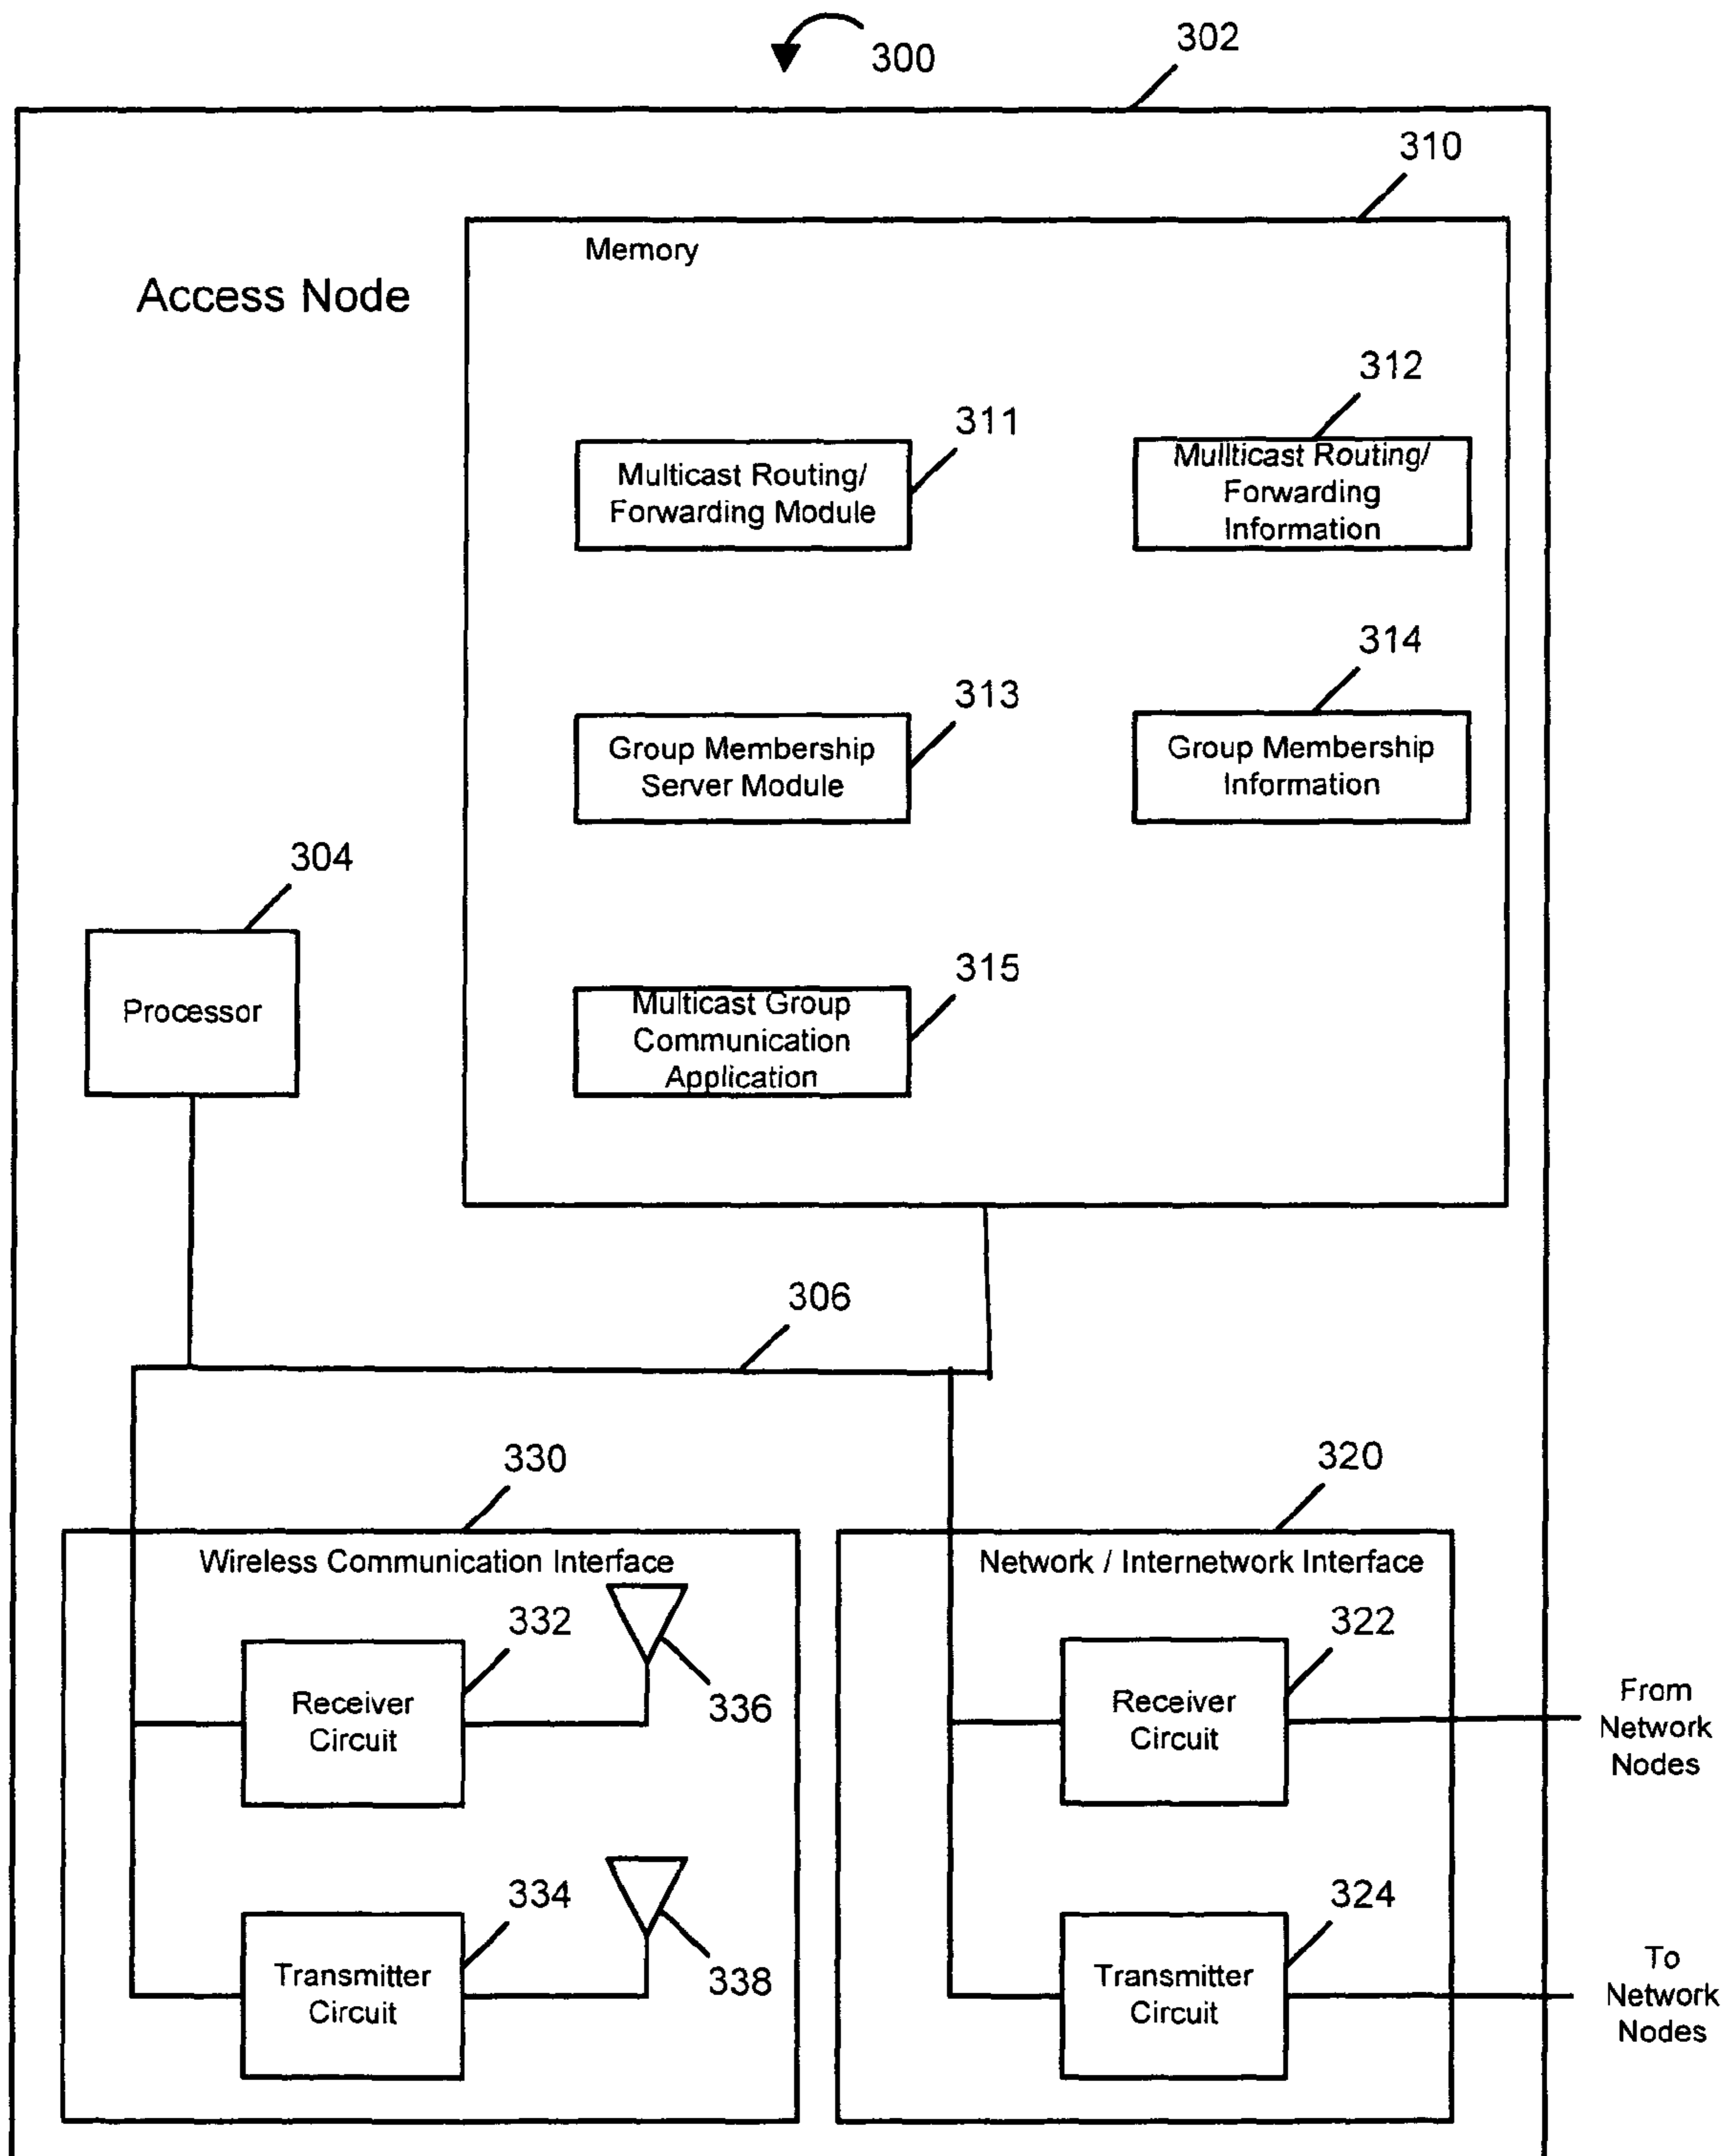 300
302
310
Memory
Access Node
312
311
Multicast Routing/
Forwarding Module
Mullticast Routing/
Forwarding
Information
314
313
Group Membership
Server Module
Group Membership
Information
304
315
Processor
Multicast Group
Communication
Application
306
330
320
Wireless Communication Interface
Network / Internetwork Interface
332
322
336
Receiver
Circuit
Receiver
Circuit
From
Network
Nodes
334
324
338
Transmitter
Circuit
Transmitter
Circuit
To
Network
Nodes